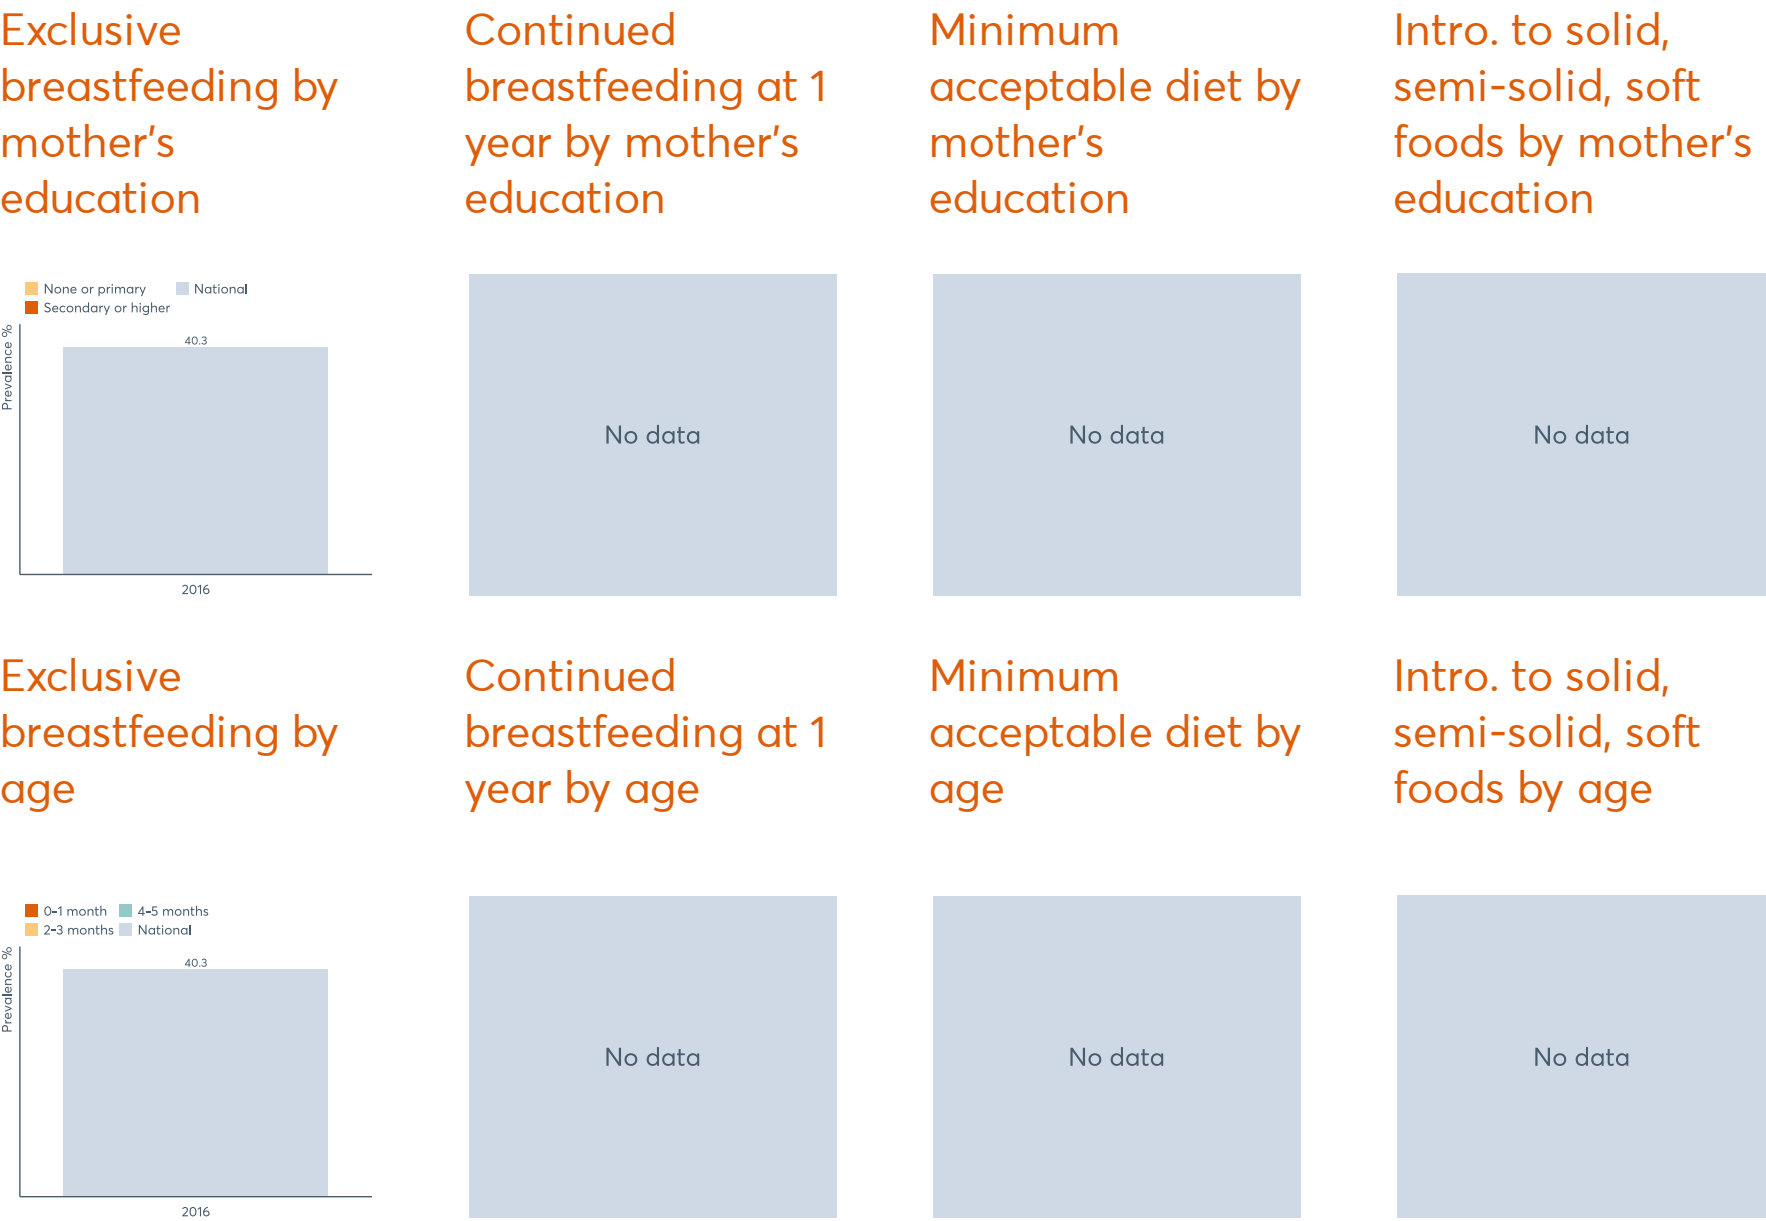 Exclusive
breastfeeding by
mother's
education
Continued
breastfeeding at 1
year by mother's
education
Minimum
acceptable diet by
mother's
education
Intro. to solid,
semi-solid, soft
foods by mother's
education
None or primary
National
Secondary or higher
Prevalence %
40.3
2016
No data
No data
No data
Exclusive
breastfeeding by
age
Continued
breastfeeding at 1
year by age
Minimum
acceptable diet by
age
Intro. to solid,
semi-solid, soft
foods by age
0-1 month
4-5 months
2-3 months
National
Prevalence %
40.3
2016
No data
No data
No data